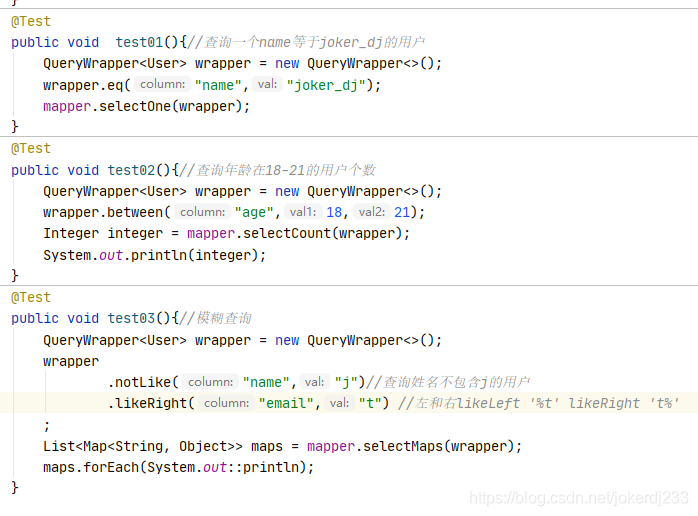 }
@Test
public void  test01(){//查询一个name等于joker_dj的用户
    QueryWrapper<User> wrapper = new QueryWrapper<>();
    wrapper.eq( column: "name", val: "joker_dj");
    mapper.selectOne(wrapper);
}
@Test
public void test02(){//查询年龄在18-21的用户个数
    QueryWrapper<User> wrapper = new QueryWrapper<>();
    wrapper.between( column: "age", val1: 18, val2: 21);
    Integer integer = mapper.selectCount(wrapper);
    System.out.println(integer);
}
@Test
public void test03(){//模糊查询
    QueryWrapper<User> wrapper = new QueryWrapper<>();
    wrapper
            .notLike( column: "name", val: "j")//查询姓名不包含j的用户
            .likeRight( column: "email", val: "t") //左和右likeLeft '%t' likeRight 't%'
    ;
    List<Map<String, Object>> maps = mapper.selectMaps(wrapper);
    maps.forEach(System.out::println);
}
https://blog.csdn.net/jokerdj233